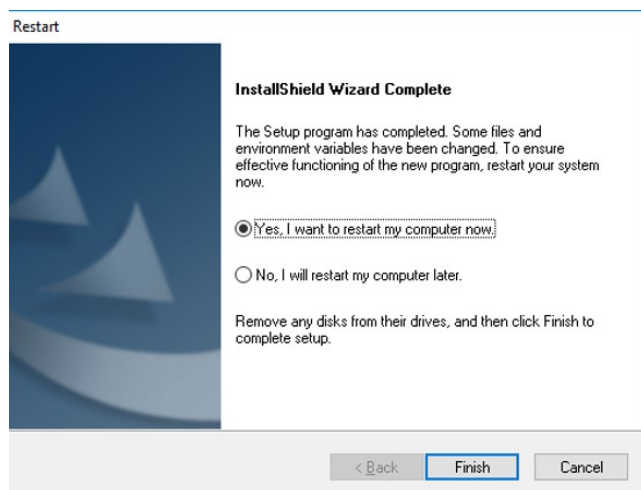 Restart
InstallShield Wizard Complete
The Setup program has completed. Some files and
environment variables have been changed. To ensure
effective functioning of the new program, restart your system
now.
Yes, I want to restart my computer now.
No, I will restart my computer later.
Remove any disks from their drives, and then click Finish to
complete setup.
< Back Finish Cancel